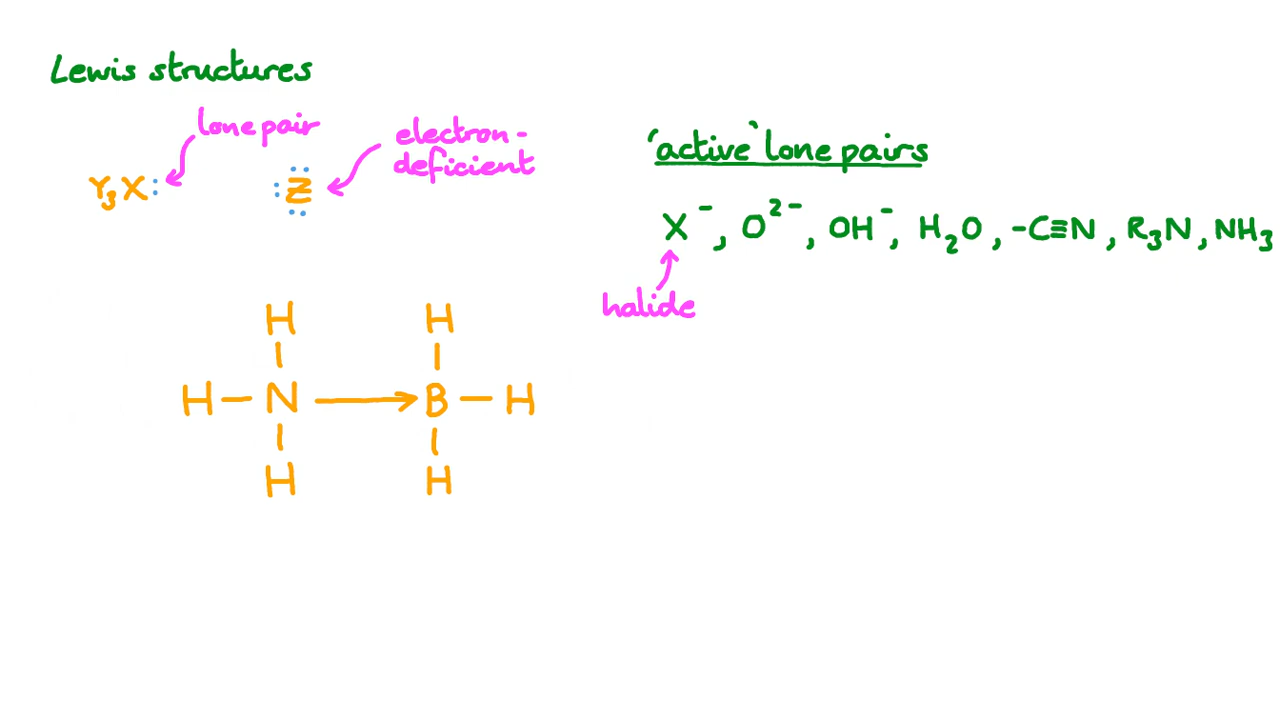 Lewis structures
lone pair
electron-
deficient
Y₃X: :Z̈
'active' lone pairs
X⁻, O²⁻, OH⁻, H₂O, -C≡N, R₃N, NH₃
halide
H H
H — N → B — H
H H